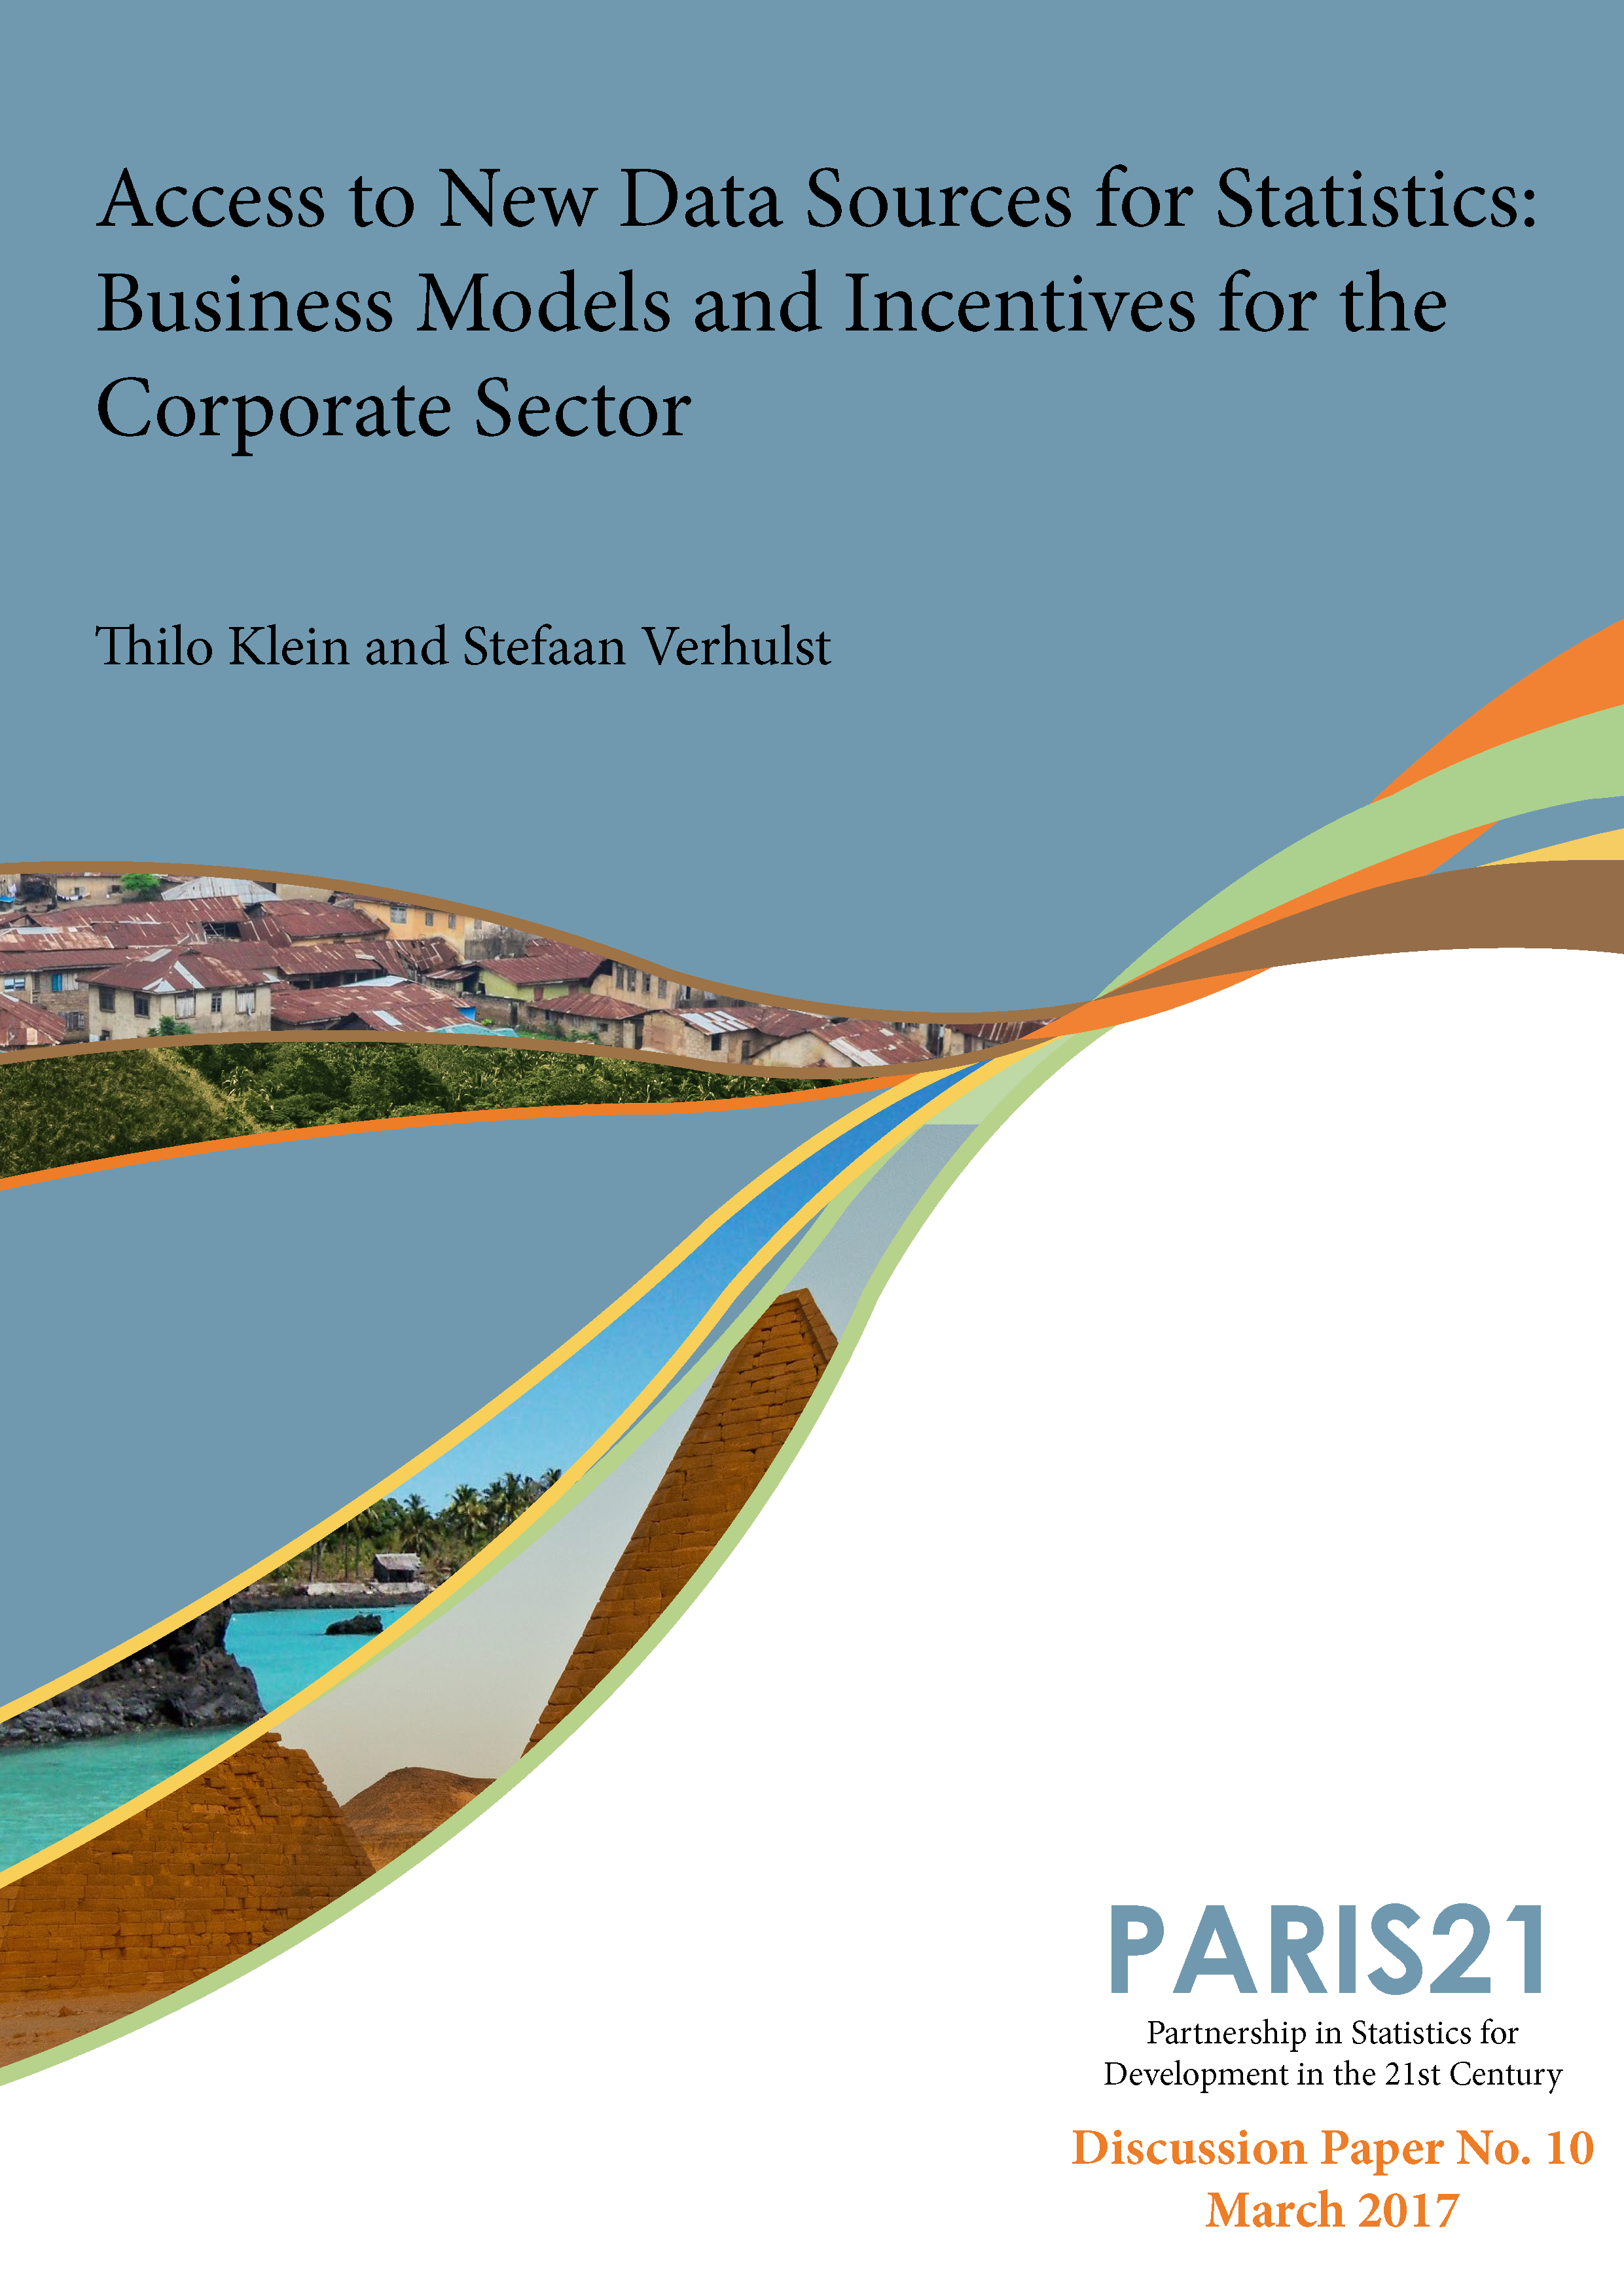 Access to New Data Sources for Statistics:
Business Models and Incentives for the
Corporate Sector
Thilo Klein and Stefaan Verhulst
PARIS21
Partnership in Statistics for
Development in the 21st Century
Discussion Paper No. 10
March 2017